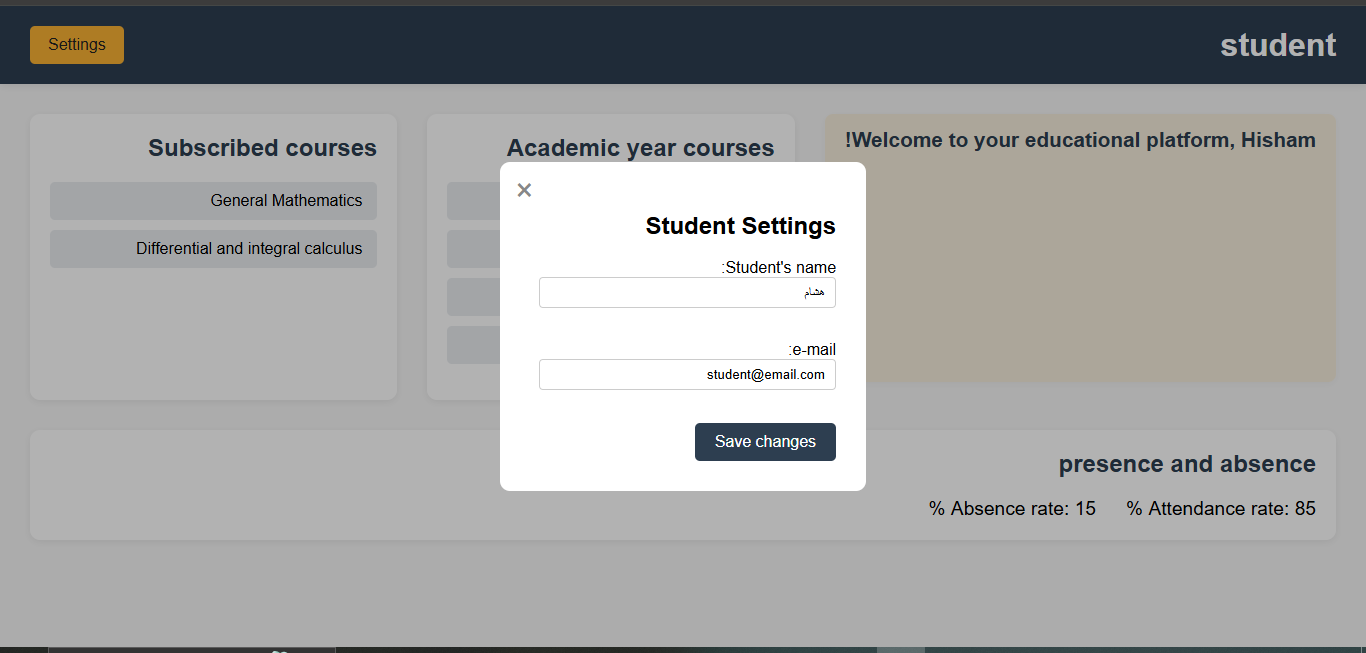 student
Settings
!Welcome to your educational platform, Hisham
Academic year courses
Subscribed courses
General Mathematics
Differential and integral calculus
×
Student Settings
:Student's name
هشام
:e-mail
student@email.com
Save changes
presence and absence
% Attendance rate: 85
% Absence rate: 15